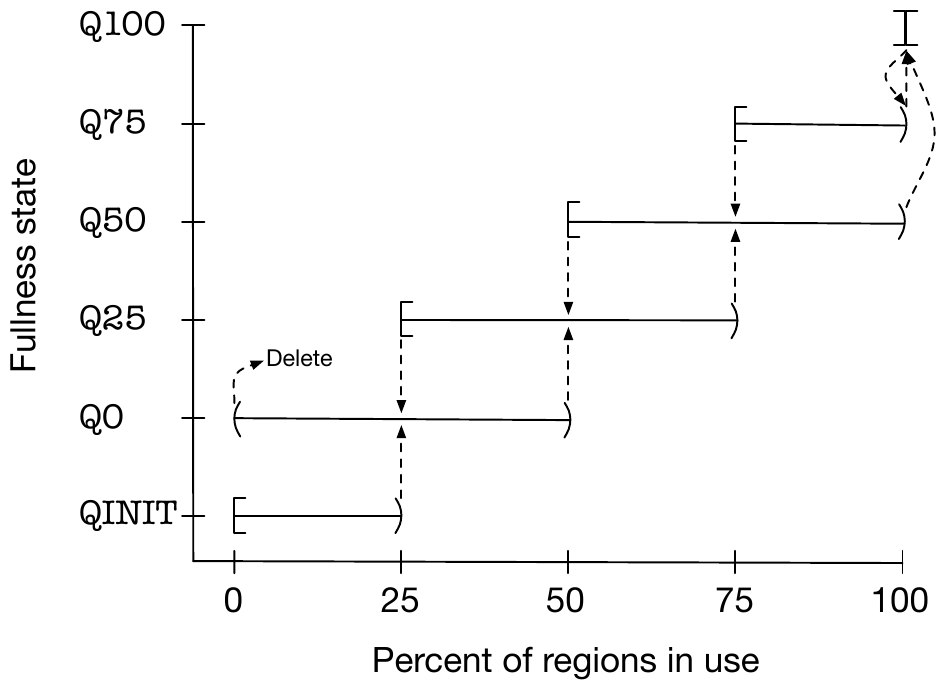 Fullness state
Q100
Q75
Q50
Q25
Delete
Q0
QINIT
0 25 50 75 100
Percent of regions in use